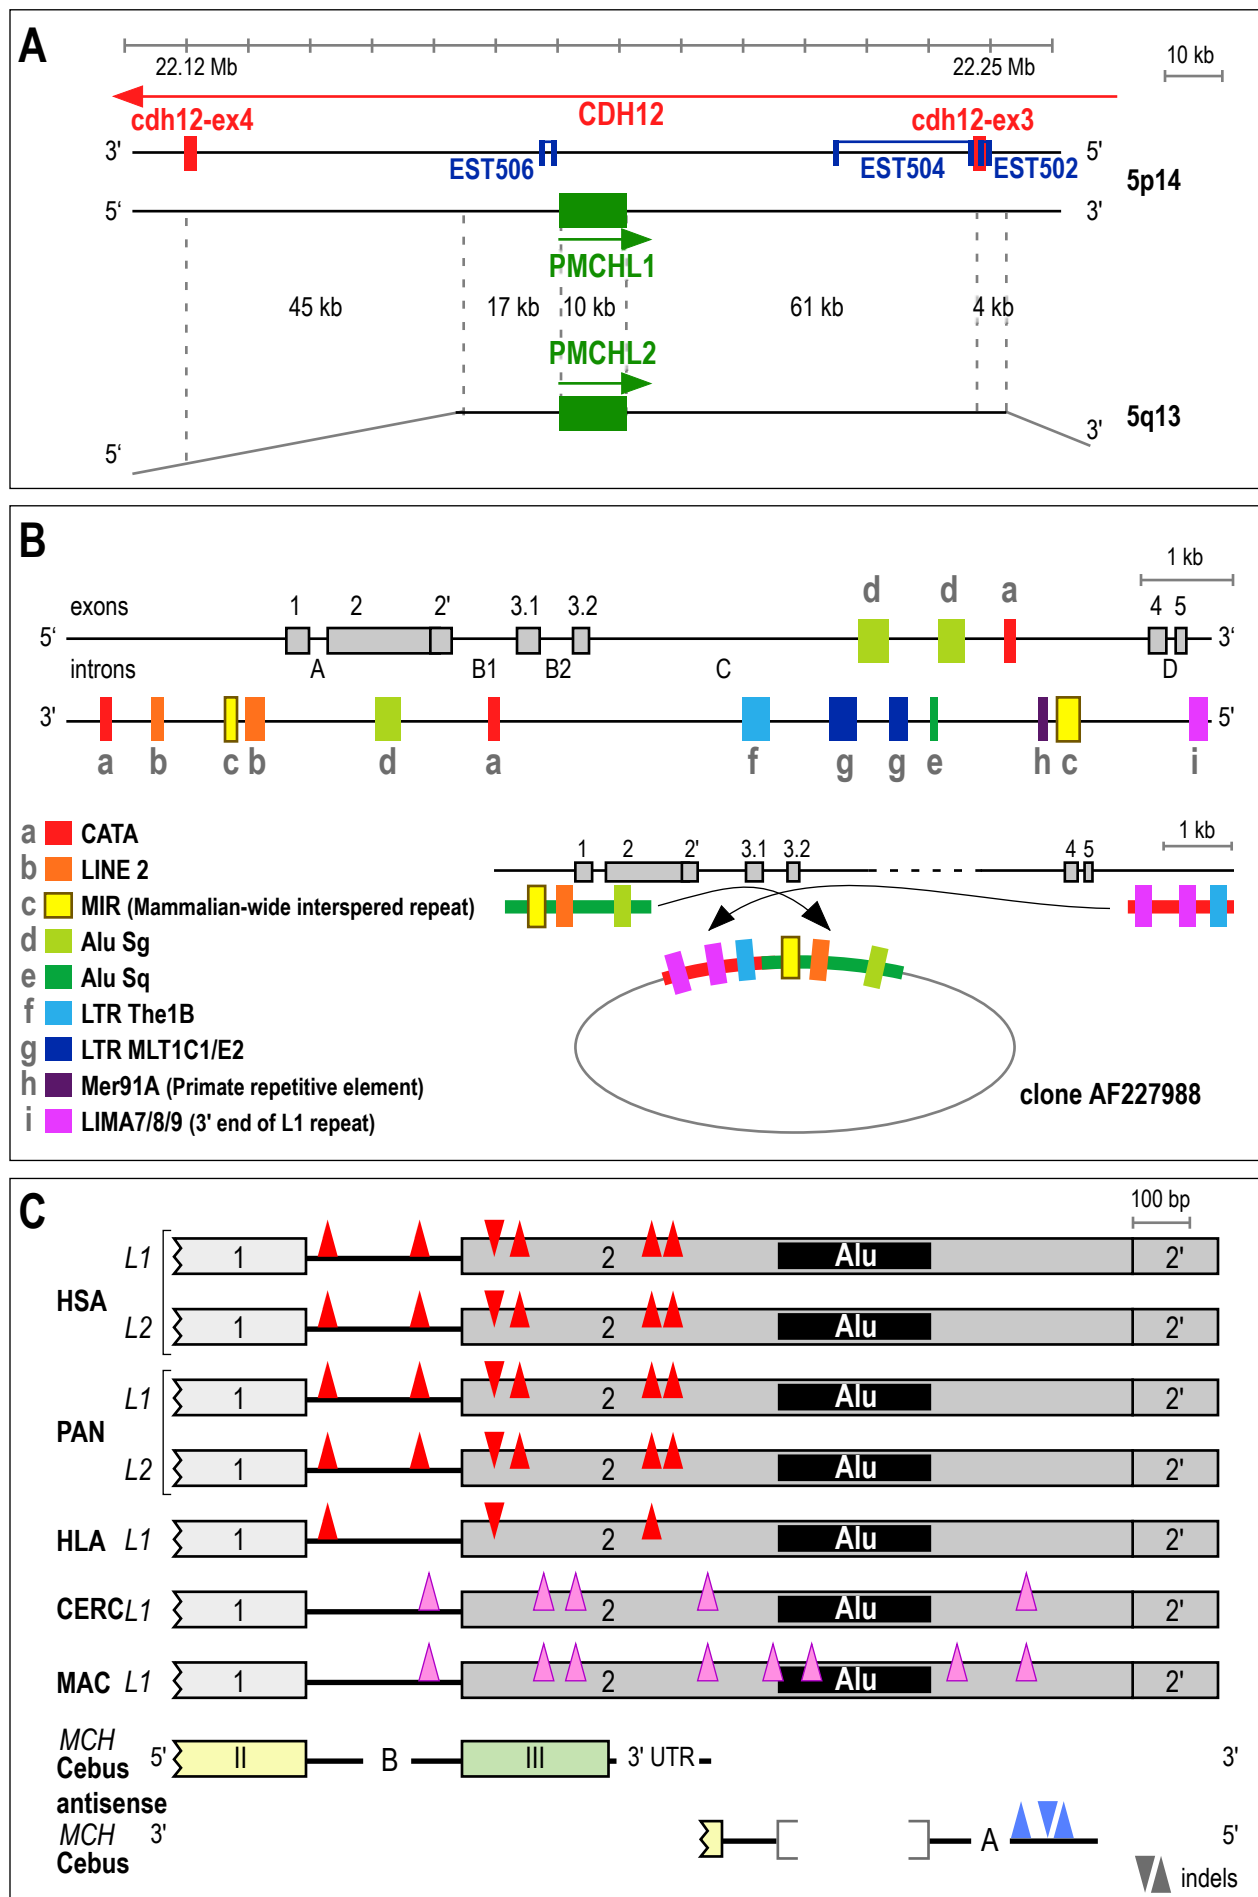 A
10 kb
22.12 Mb 22.25 Mb
CDH12
cdh12-ex4 cdh12-ex3
3' 5'
EST506 EST504 EST502
5p14
5‘ 3'
PMCHL1
45 kb 17 kb 10 kb 61 kb 4 kb
PMCHL2
5q13
5‘ 3'
B
1 kb
d d a
exons 1 2 2' 3.1 3.2 4 5
5‘ 3‘
introns A B1 B2 C D
3' 5'
a b c b d a f g g e h c i
a CATA
b LINE 2
c MIR (Mammalian-wide interspered repeat)
d Alu Sg
e Alu Sq
f LTR The1B
g LTR MLT1C1/E2
h Mer91A (Primate repetitive element)
i LIMA7/8/9 (3' end of L1 repeat)
1 kb
1 2 2' 3.1 3.2 4 5
clone AF227988
C
100 bp
L1 1 2 Alu 2'
HSA
L2 1 2 Alu 2'
L1 1 2 Alu 2'
PAN
L2 1 2 Alu 2'
HLA L1 1 2 Alu 2'
CERC L1 1 2 Alu 2'
MAC L1 1 2 Alu 2'
MCH
Cebus 5' II B III 3' UTR 3'
antisense
MCH 3' A 5'
Cebus
indels